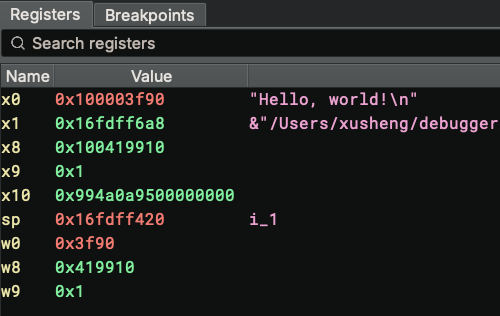 Registers Breakpoints
Search registers
Name Value
x0 0x100003f90 "Hello, world!\n"
x1 0x16fdff6a8 &"/Users/xusheng/debugger
x8 0x100419910
x9 0x1
x10 0x994a0a9500000000
sp 0x16fdff420 i_1
w0 0x3f90
w8 0x419910
w9 0x1